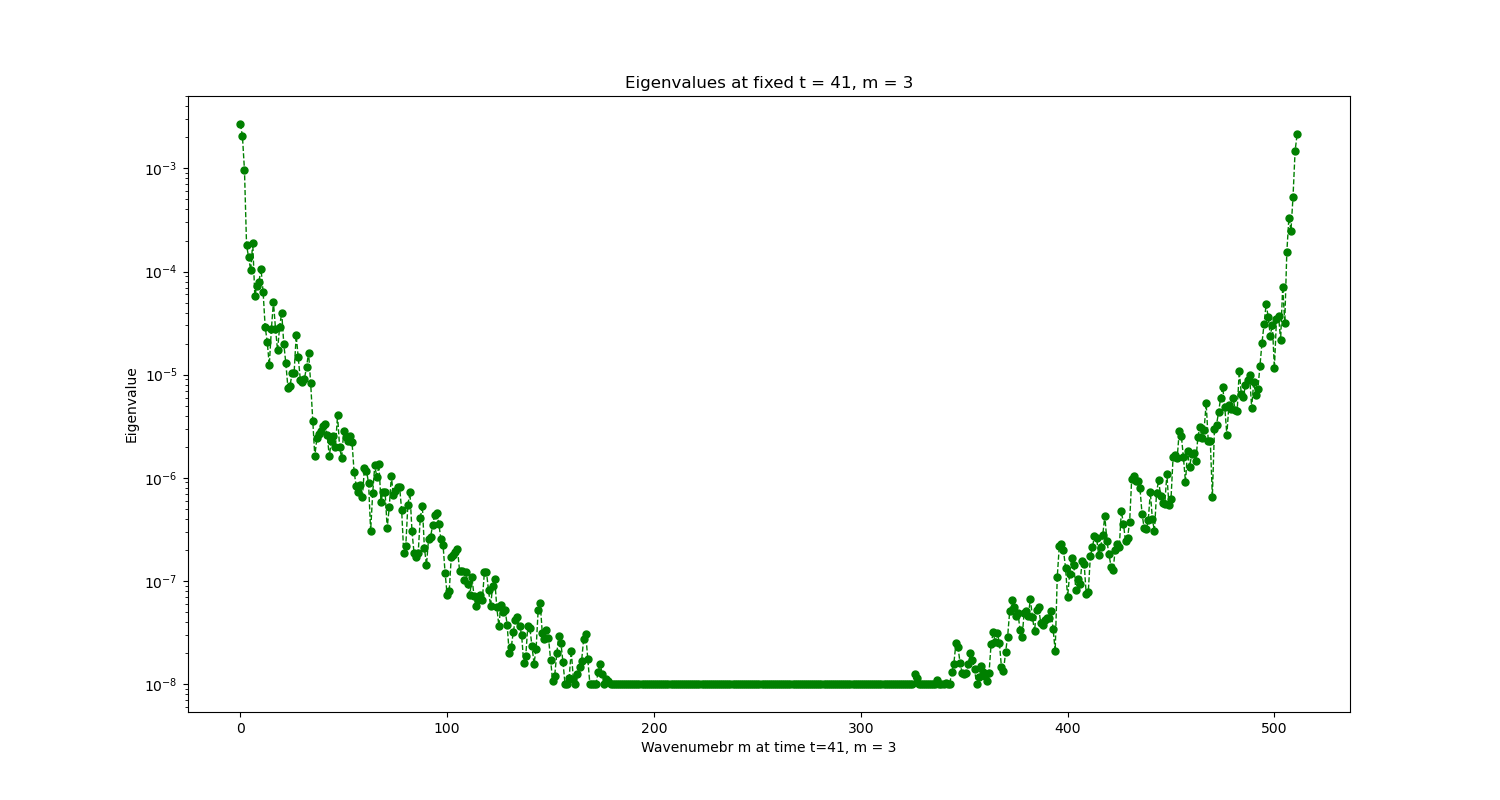 Eigenvalues at fixed t = 41, m = 3
Eigenvalue
10⁻³
10⁻⁴
10⁻⁵
10⁻⁶
10⁻⁷
10⁻⁸
0 100 200 300 400 500
Wavenumebr m at time t=41, m = 3